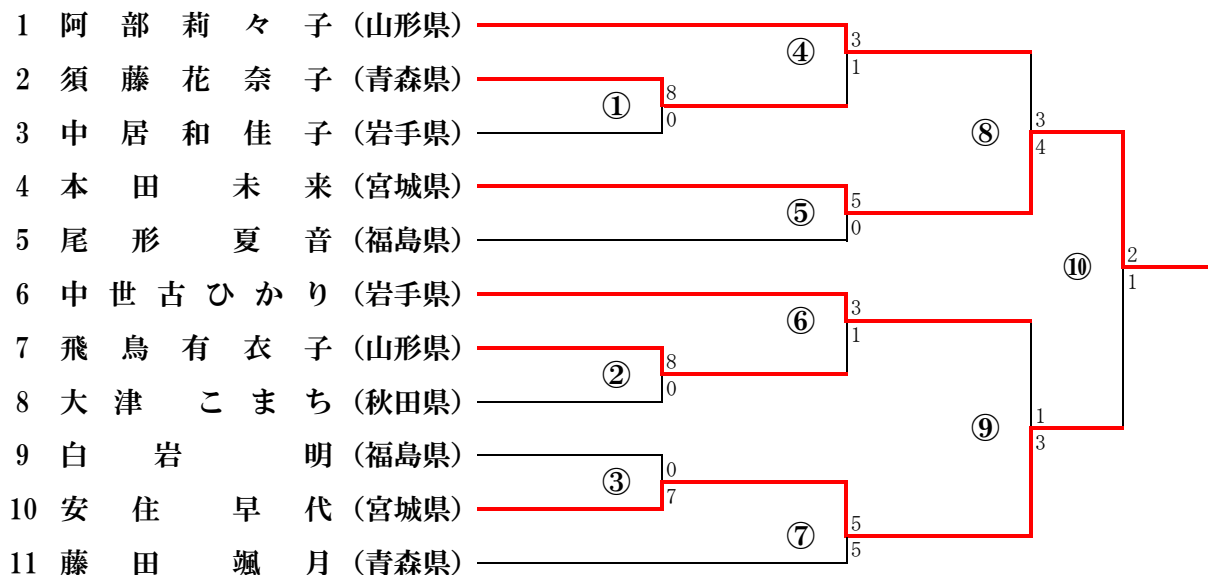 1 阿部莉々子 (山形県)
④ 3
1
2 須藤花奈子 (青森県)
① 8
0
3 中居和佳子 (岩手県)
⑧ 3
4
4 本田未来 (宮城県)
⑤ 5
0
5 尾形夏音 (福島県)
⑩ 2
1
6 中世古ひかり (岩手県)
⑥ 3
1
7 飛鳥有衣子 (山形県)
② 8
0
8 大津こまち (秋田県)
⑨ 1
3
9 白岩明 (福島県)
③ 0
7
10 安住早代 (宮城県)
⑦ 5
5
11 藤田颯月 (青森県)